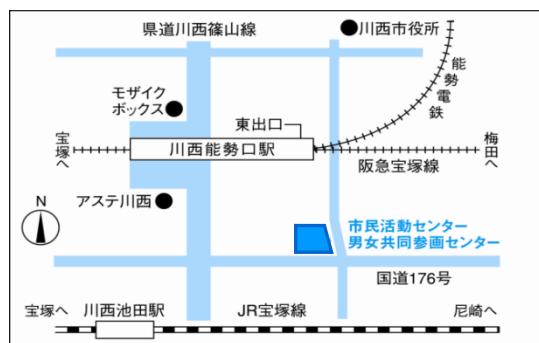 県道川西篠山線
川西市役所
能勢電鉄
モザイク
ボックス
東出口
宝塚へ
川西能勢口駅
阪急宝塚線
梅田へ
アステ川西
N
市民活動センター
男女共同参画センター
国道176号
宝塚へ
川西池田駅
JR宝塚線
尼崎へ